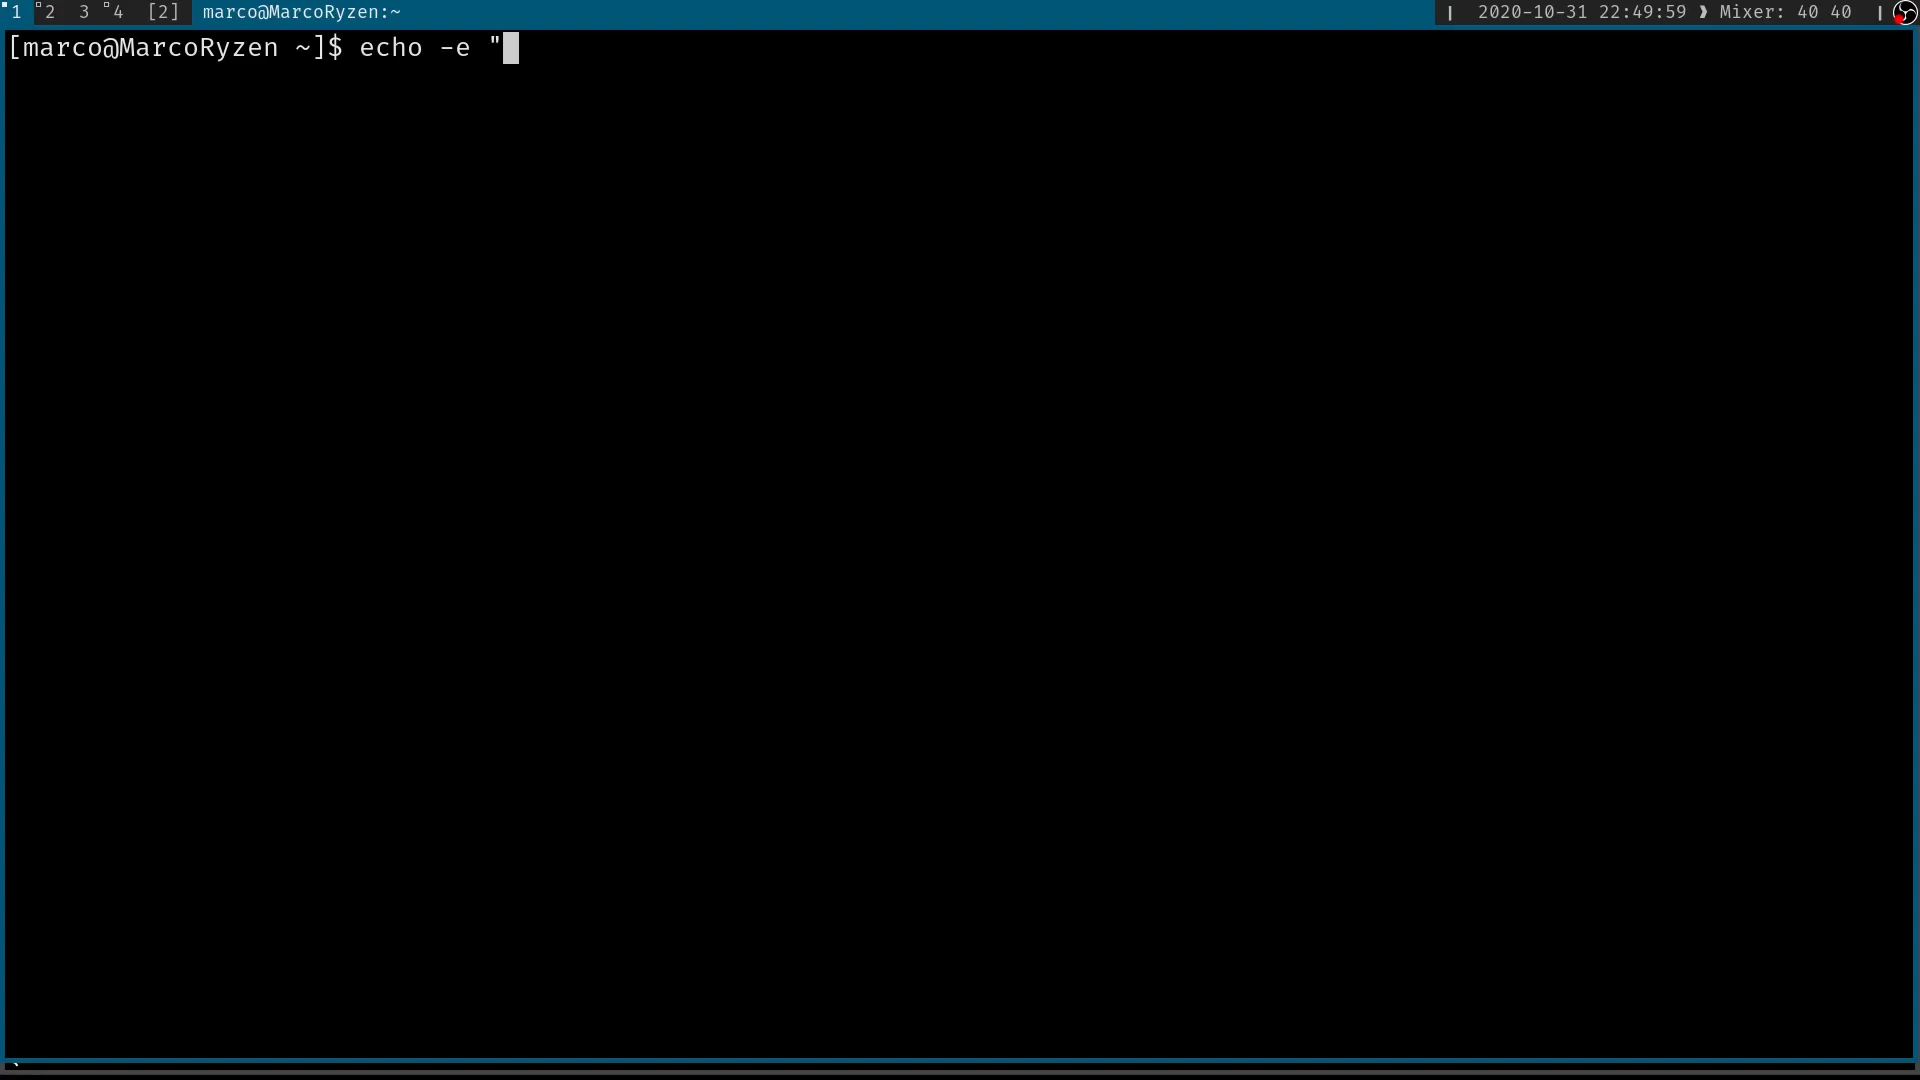 1 2 3 4 [2] marco@MarcoRyzen:~ | 2020-10-31 22:49:59 ❱ Mixer: 40 40 |
[marco@MarcoRyzen ~]$ echo -e "